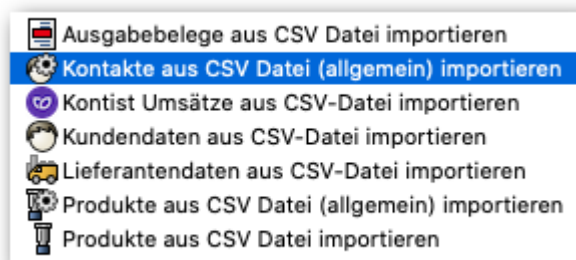 Ausgabebelege aus CSV Datei importieren
Kontakte aus CSV Datei (allgemein) importieren
Kontist Umsätze aus CSV-Datei importieren
Kundendaten aus CSV-Datei importieren
Lieferantendaten aus CSV-Datei importieren
Produkte aus CSV Datei (allgemein) importieren
Produkte aus CSV Datei importieren